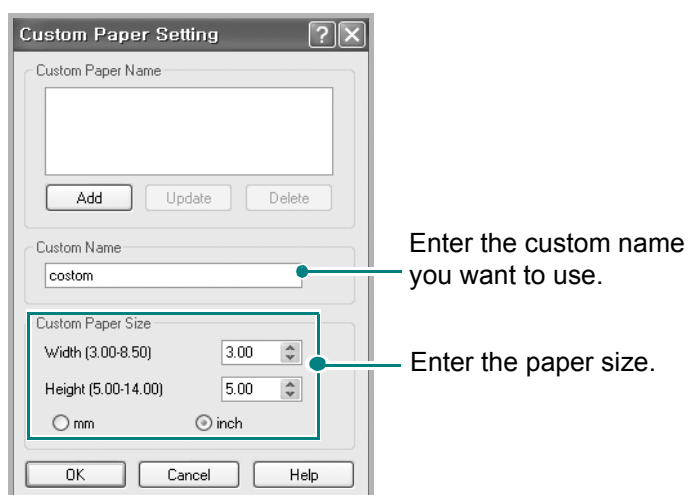 Custom Paper Setting
Custom Paper Name
Add Update Delete
Custom Name
costom
Enter the custom name
you want to use.
Custom Paper Size
Width (3.00-8.50) 3.00
Enter the paper size.
Height (5.00-14.00) 5.00
mm inch
OK Cancel Help